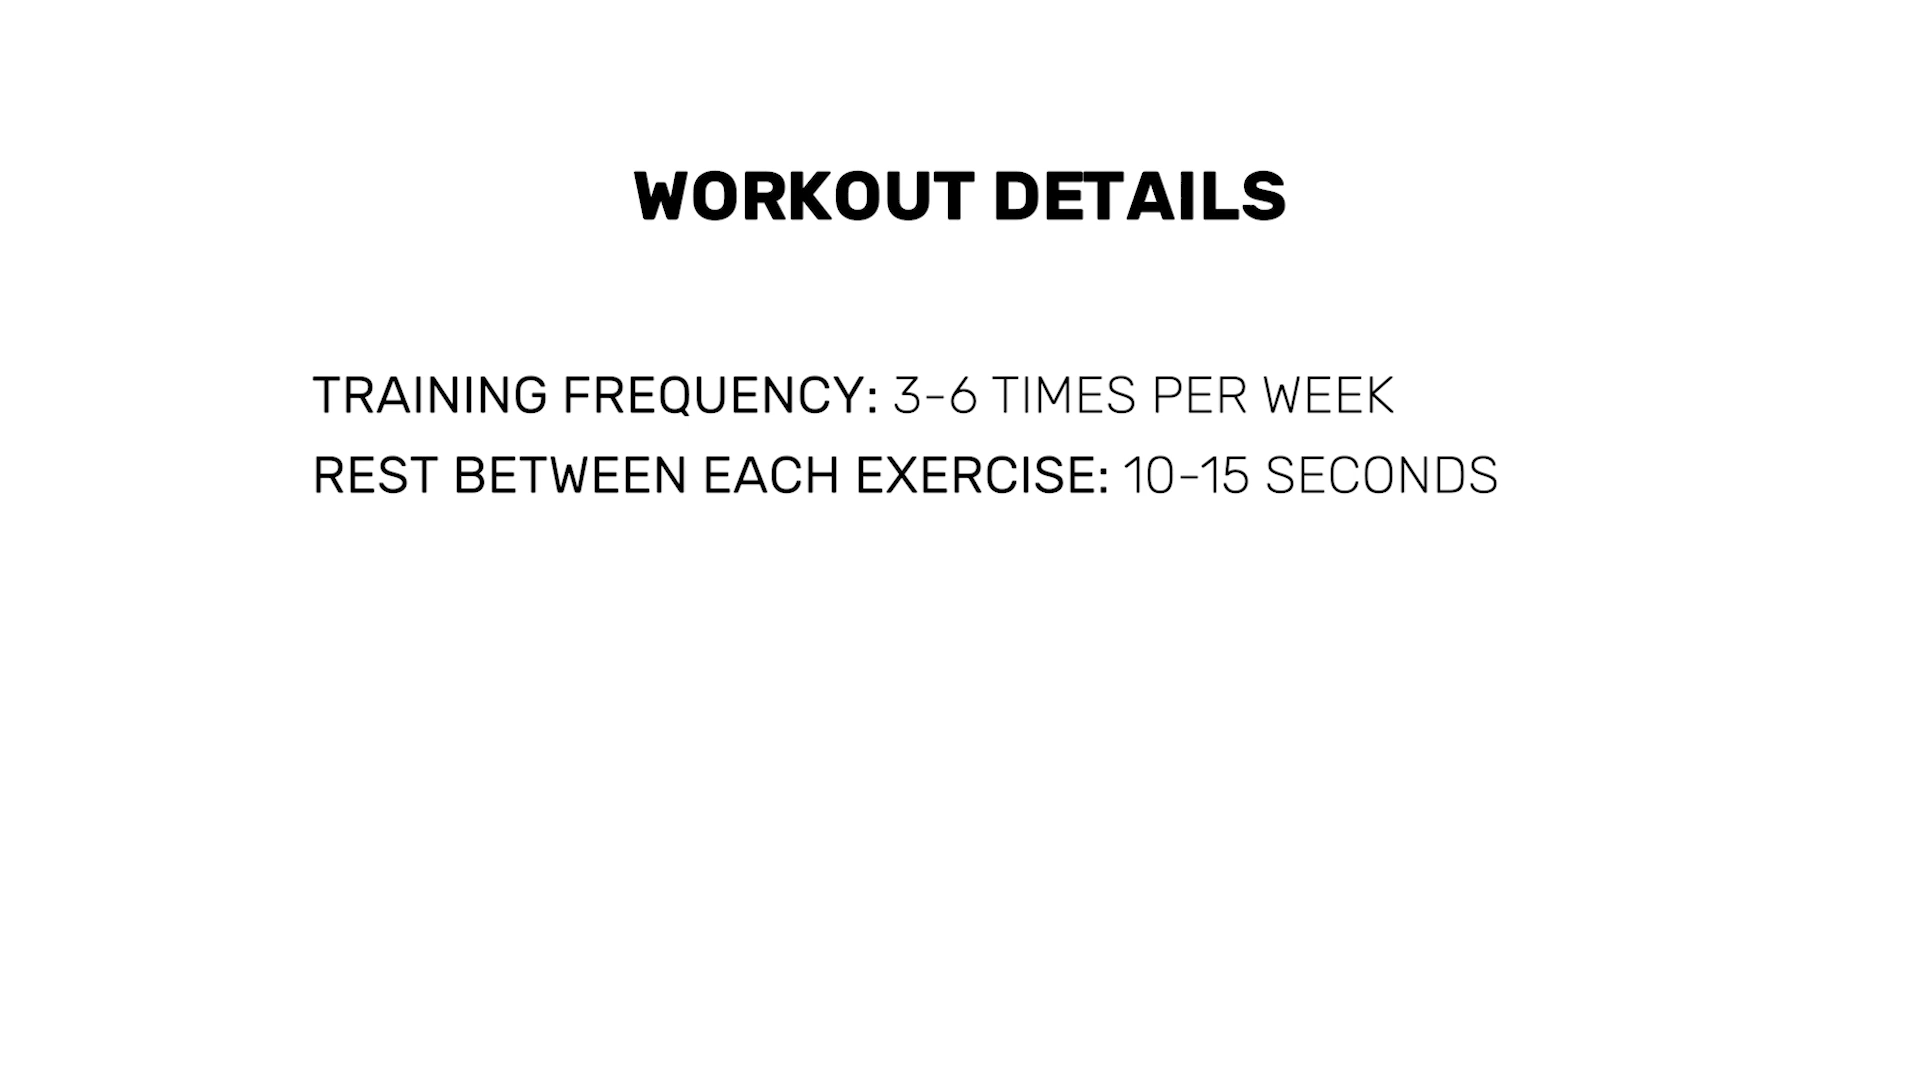 WORKOUT DETAILS
TRAINING FREQUENCY: 3-6 TIMES PER WEEK
REST BETWEEN EACH EXERCISE: 10-15 SECONDS